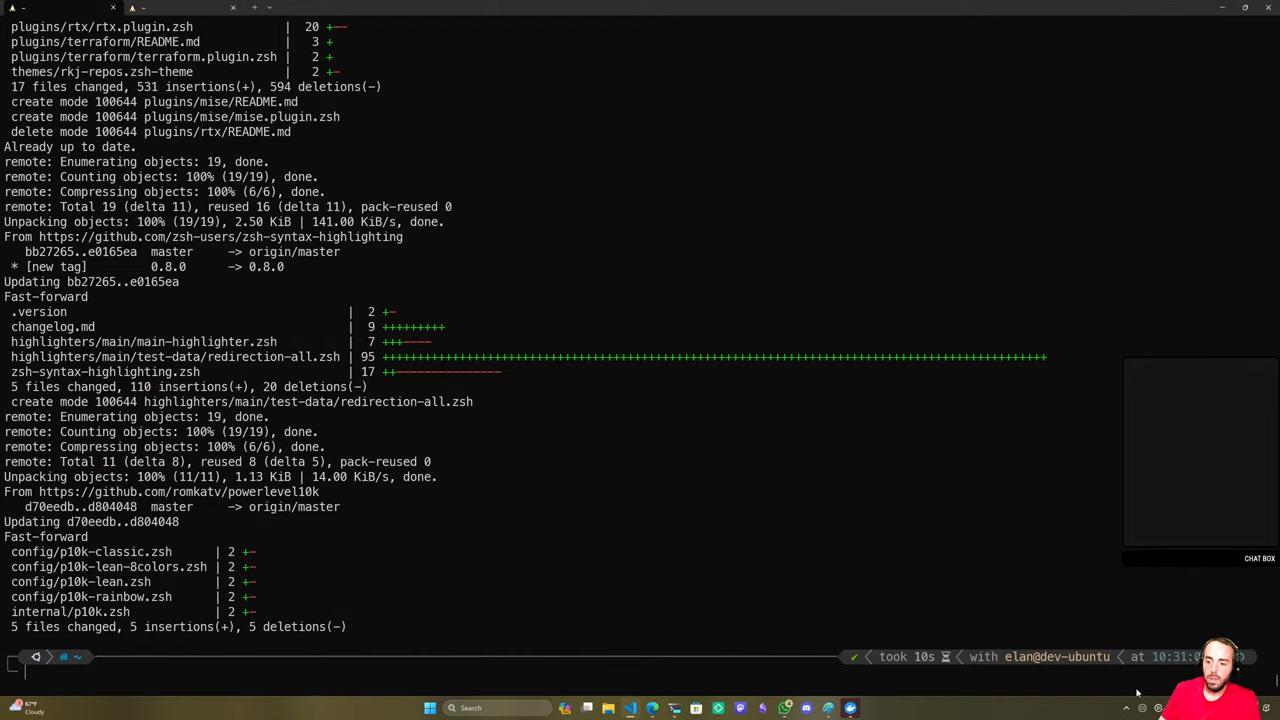 ~ ~
plugins/rtx/rtx.plugin.zsh | 20 +--
plugins/terraform/README.md | 3 +
plugins/terraform/terraform.plugin.zsh | 2 +
themes/rkj-repos.zsh-theme | 2 +-
17 files changed, 531 insertions(+), 594 deletions(-)
create mode 100644 plugins/mise/README.md
create mode 100644 plugins/mise/mise.plugin.zsh
delete mode 100644 plugins/rtx/README.md
Already up to date.
remote: Enumerating objects: 19, done.
remote: Counting objects: 100% (19/19), done.
remote: Compressing objects: 100% (6/6), done.
remote: Total 19 (delta 11), reused 16 (delta 11), pack-reused 0
Unpacking objects: 100% (19/19), 2.50 KiB | 141.00 KiB/s, done.
From https://github.com/zsh-users/zsh-syntax-highlighting
bb27265..e0165ea master -> origin/master
* [new tag] 0.8.0 -> 0.8.0
Updating bb27265..e0165ea
Fast-forward
.version | 2 +-
changelog.md | 9 +++++++++
highlighters/main/main-highlighter.zsh | 7 +++----
highlighters/main/test-data/redirection-all.zsh | 95 +++++++++++++++++++++++++++++++++++++++++++++++++++++++++++++++++++++++++++++++++++++++++++++++
zsh-syntax-highlighting.zsh | 17 ++---------------
5 files changed, 110 insertions(+), 20 deletions(-)
create mode 100644 highlighters/main/test-data/redirection-all.zsh
remote: Enumerating objects: 19, done.
remote: Counting objects: 100% (19/19), done.
remote: Compressing objects: 100% (6/6), done.
remote: Total 11 (delta 8), reused 8 (delta 5), pack-reused 0
Unpacking objects: 100% (11/11), 1.13 KiB | 14.00 KiB/s, done.
From https://github.com/romkatv/powerlevel10k
d70eedb..d804048 master -> origin/master
Updating d70eedb..d804048
Fast-forward
config/p10k-classic.zsh | 2 +-
config/p10k-lean-8colors.zsh | 2 +-
config/p10k-lean.zsh | 2 +-
config/p10k-rainbow.zsh | 2 +-
internal/p10k.zsh | 2 +-
5 files changed, 5 insertions(+), 5 deletions(-)
CHAT BOX
~ ✔ took 10s with elan@dev-ubuntu at 10:31:0
67°F
Cloudy
Search